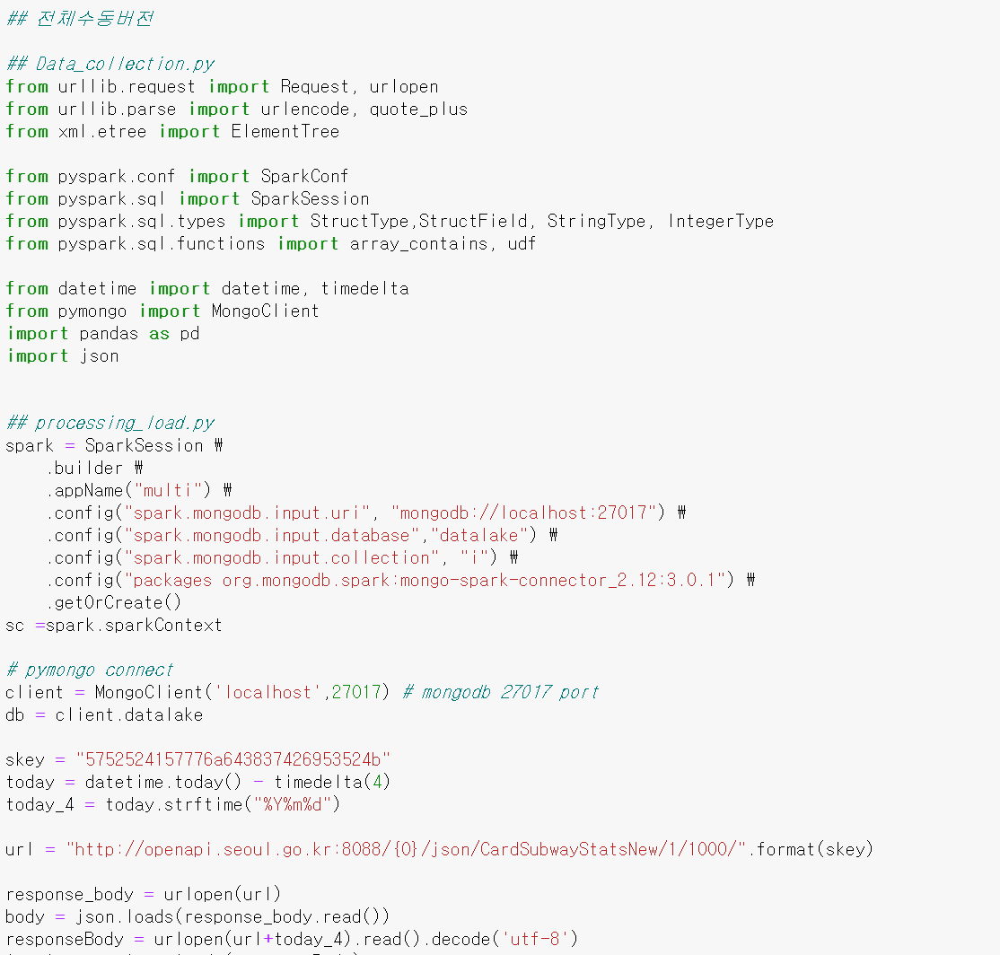 ## 전체수동버전
## Data_collection.py
from urllib.request import Request, urlopen
from urllib.parse import urlencode, quote_plus
from xml.etree import ElementTree
from pyspark.conf import SparkConf
from pyspark.sql import SparkSession
from pyspark.sql.types import StructType,StructField, StringType, IntegerType
from pyspark.sql.functions import array_contains, udf
from datetime import datetime, timedelta
from pymongo import MongoClient
import pandas as pd
import json
## processing_load.py
spark = SparkSession ₩
    .builder ₩
    .appName("multi") ₩
    .config("spark.mongodb.input.uri", "mongodb://localhost:27017") ₩
    .config("spark.mongodb.input.database","datalake") ₩
    .config("spark.mongodb.input.collection", "i") ₩
    .config("packages org.mongodb.spark:mongo-spark-connector_2.12:3.0.1") ₩
    .getOrCreate()
sc =spark.sparkContext
# pymongo connect
client = MongoClient('localhost',27017) # mongodb 27017 port
db = client.datalake
skey = "5752524157776a643837426953524b"
today = datetime.today() - timedelta(4)
today_4 = today.strftime("%Y%m%d")
url = "http://openapi.seoul.go.kr:8088/{0}/json/CardSubwayStatsNew/1/1000/".format(skey)
response_body = urlopen(url)
body = json.loads(response_body.read())
responseBody = urlopen(url+today_4).read().decode('utf-8')